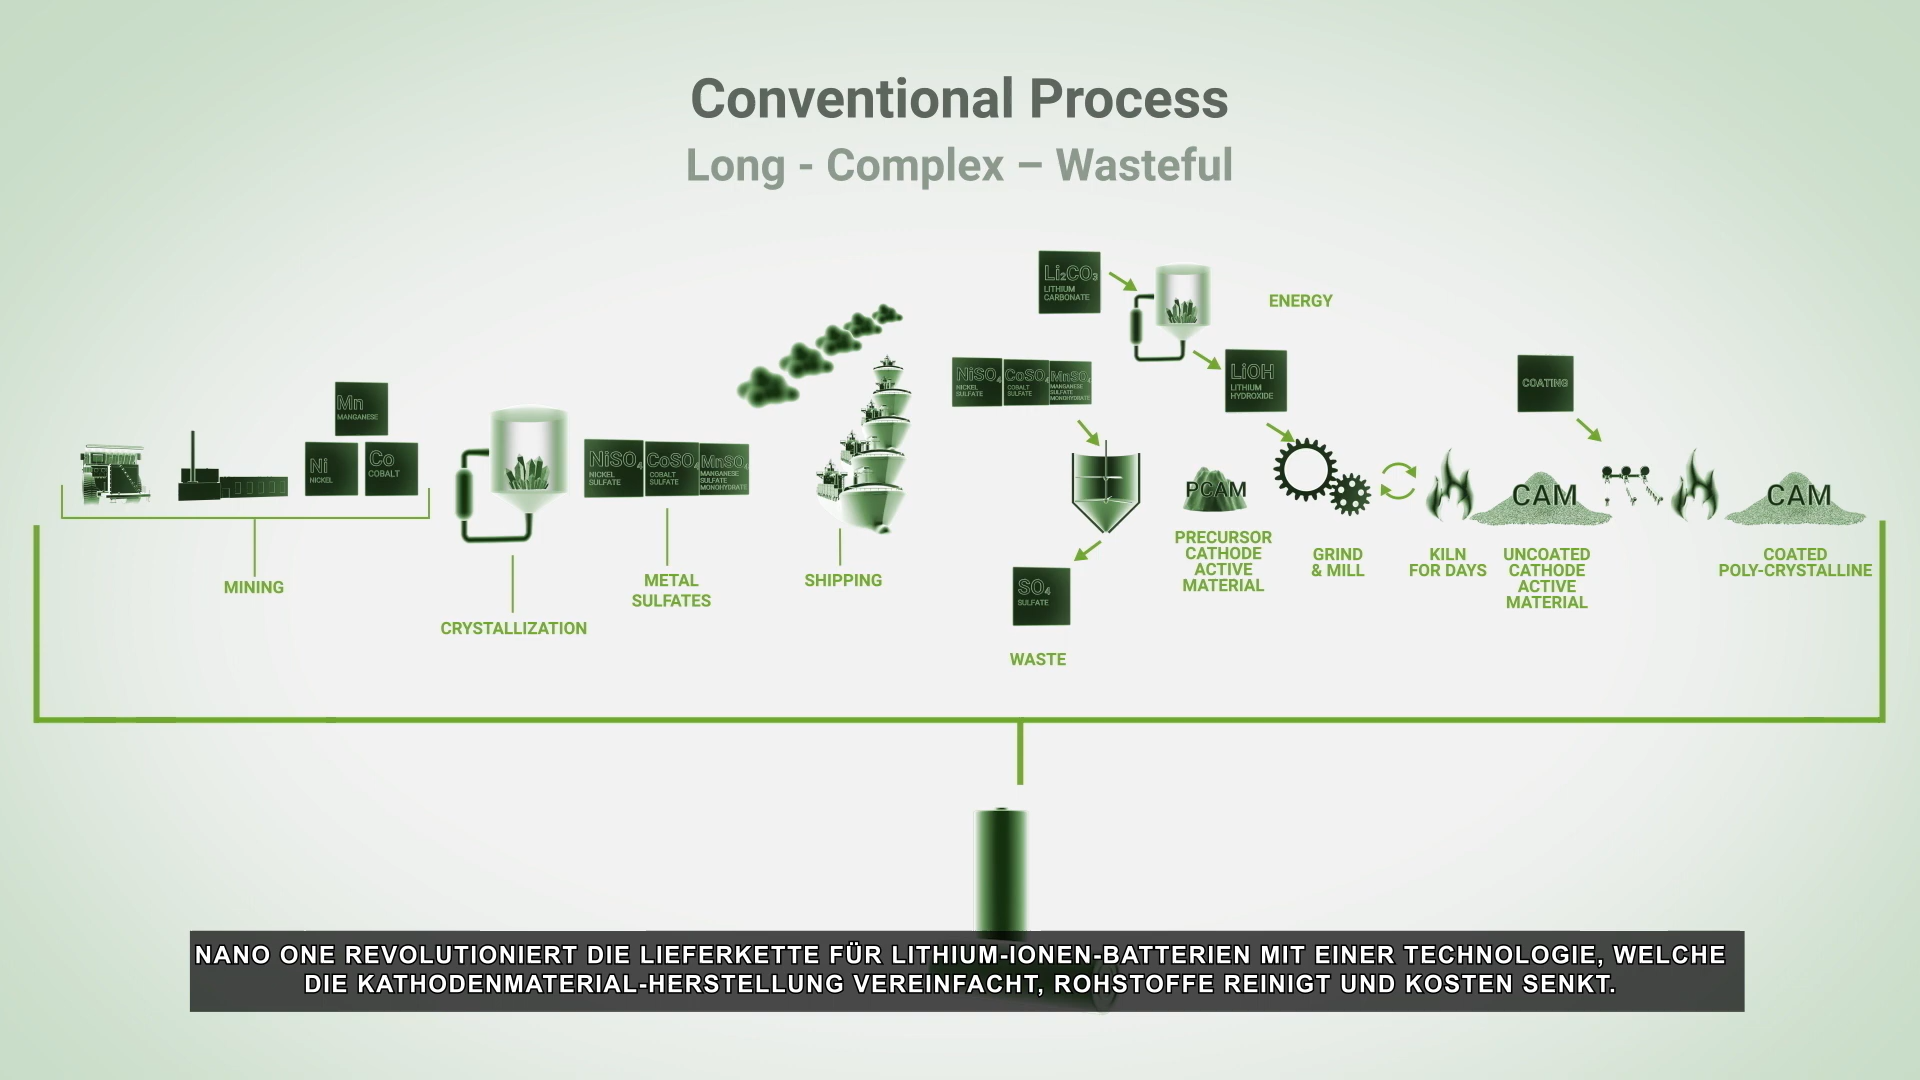 Conventional Process
Long - Complex – Wasteful
Mn
MANGANESE
Ni
NICKEL
Co
COBALT
MINING
CRYSTALLIZATION
NiSO₄
NICKEL
SULFATE
CoSO₄
COBALT
SULFATE
MnSO₄
MANGANESE
SULFATE
MONOHYDRATE
METAL
SULFATES
SHIPPING
Li₂CO₃
LITHIUM
CARBONATE
ENERGY
NiSO₄
NICKEL
SULFATE
CoSO₄
COBALT
SULFATE
MnSO₄
MANGANESE
SULFATE
MONOHYDRATE
LiOH
LITHIUM
HYDROXIDE
SO₄
SULFATE
WASTE
PCAM
PRECURSOR
CATHODE
ACTIVE
MATERIAL
GRIND
& MILL
KILN
FOR DAYS
CAM
UNCOATED
CATHODE
ACTIVE
MATERIAL
COATING
CAM
COATED
POLY-CRYSTALLINE
NANO ONE REVOLUTIONIERT DIE LIEFERKETTE FÜR LITHIUM-IONEN-BATTERIEN MIT EINER TECHNOLOGIE, WELCHE
DIE KATHODENMATERIAL-HERSTELLUNG VEREINFACHT, ROHSTOFFE REINIGT UND KOSTEN SENKT.